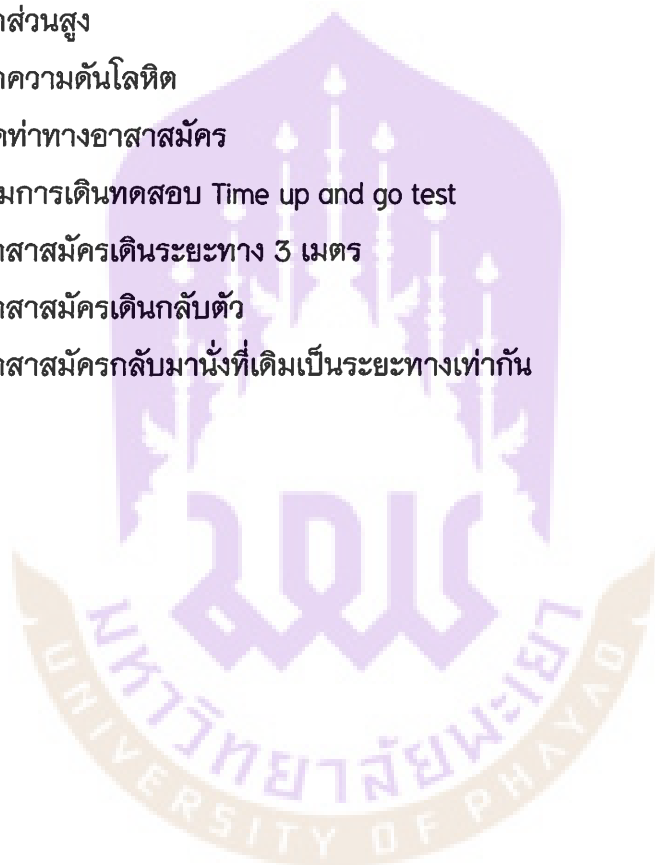 ส่วนสูง
ความดันโลหิต
ท่าทางอาสาสมัคร
การเดินทดสอบ Time up and go test
อาสาสมัครเดินระยะทาง 3 เมตร
อาสาสมัครเดินกลับตัว
อาสาสมัครกลับมานั่งที่เดิมเป็นระยะทางเท่ากัน
มพย
มหาวิทยาลัยพะเยา
UNIVERSITY OF PHAYAO